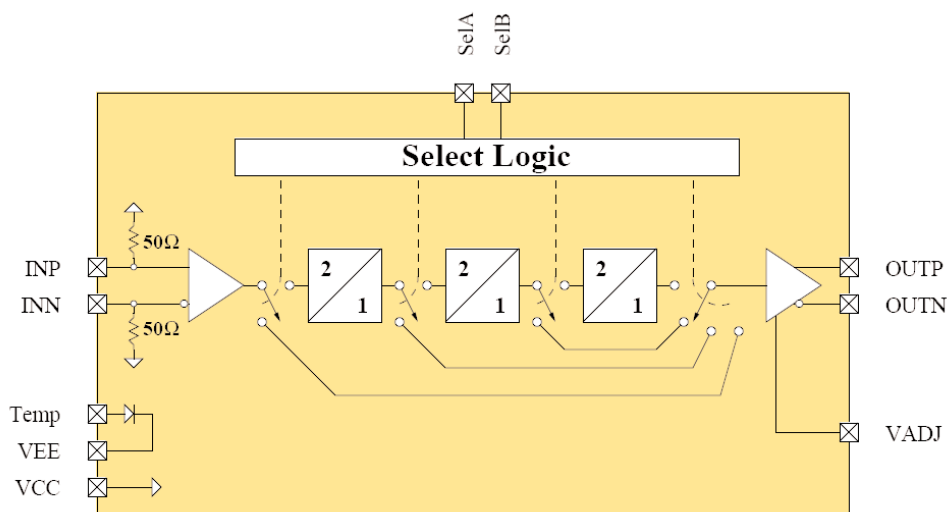 SelA
SelB
Select Logic
50Ω
INP
INN
50Ω
2
1
2
1
2
1
OUTP
OUTN
Temp
VEE
VCC
VADJ